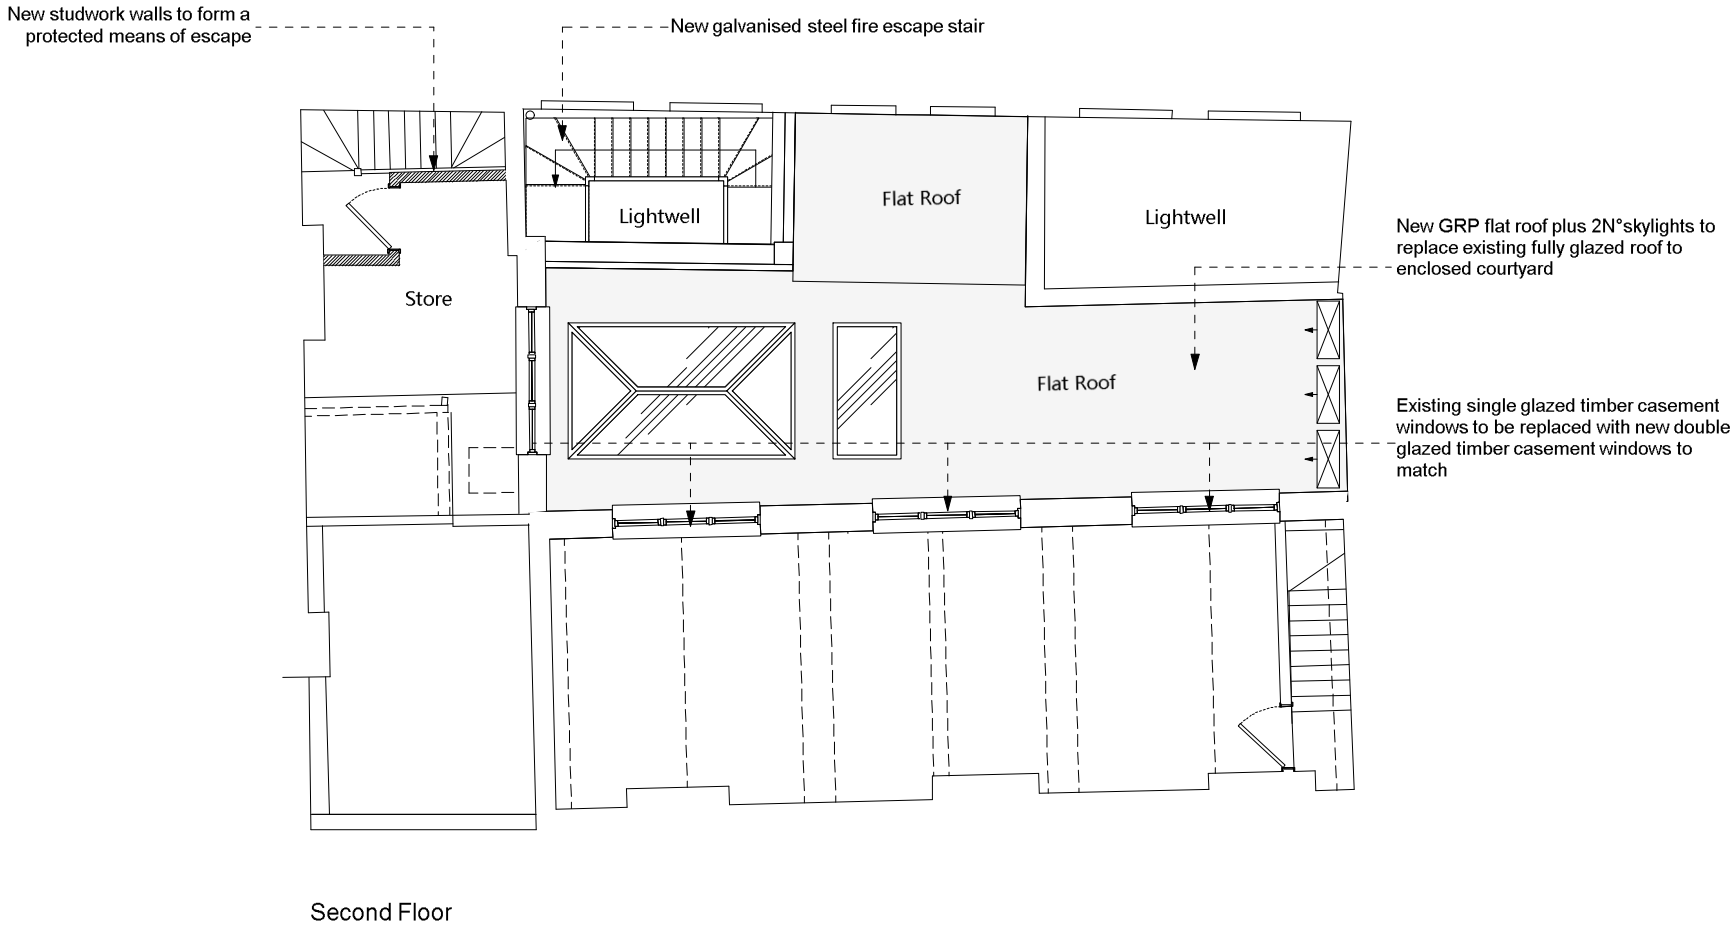 New studwork walls to form a
protected means of escape
New galvanised steel fire escape stair
Flat Roof
Lightwell
Lightwell
New GRP flat roof plus 2N°skylights to
replace existing fully glazed roof to
enclosed courtyard
Store
Flat Roof
Existing single glazed timber casement
windows to be replaced with new double
glazed timber casement windows to
match
Second Floor